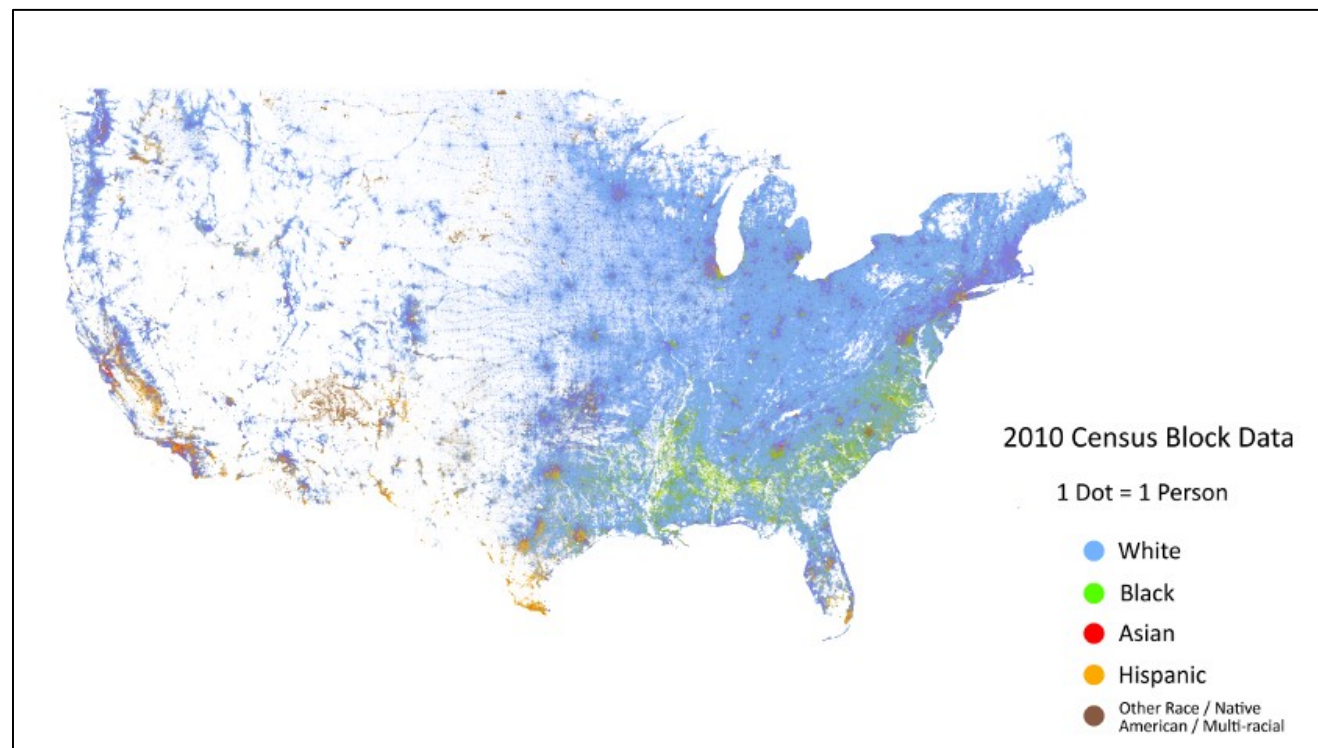 2010 Census Block Data
1 Dot = 1 Person
White
Black
Asian
Hispanic
Other Race / Native
American / Multi-racial